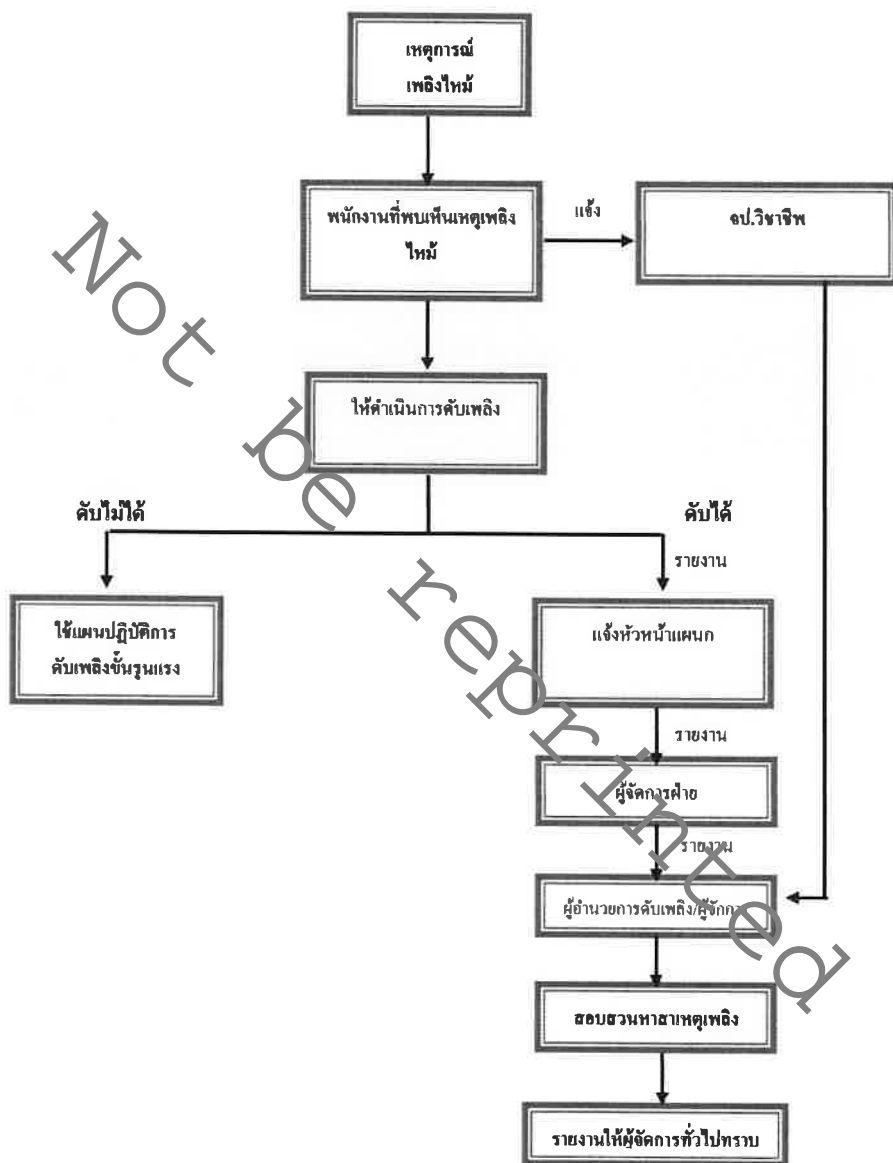 เหตุการณ์
เพลิงไหม้
พนักงานที่พบเห็นเหตุเพลิง
ไหม้
แจ้ง
จป.วิชาชีพ
ให้ดำเนินการดับเพลิง
ดับไม่ได้
ดับได้
รายงาน
ใช้แผนปฏิบัติการ
ดับเพลิงขั้นรุนแรง
แจ้งหัวหน้าแผนก
รายงาน
ผู้จัดการฝ่าย
รายงาน
ผู้อำนวยการดับเพลิง/
สอบสวนหาสาเหตุเพลิง
รายงานให้ผู้จัดการทั่วไปทราบ
Not be reprinted